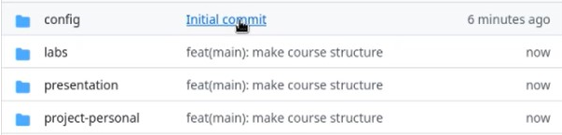 config Initial commit 6 minutes ago
labs feat(main): make course structure now
presentation feat(main): make course structure now
project-personal feat(main): make course structure now